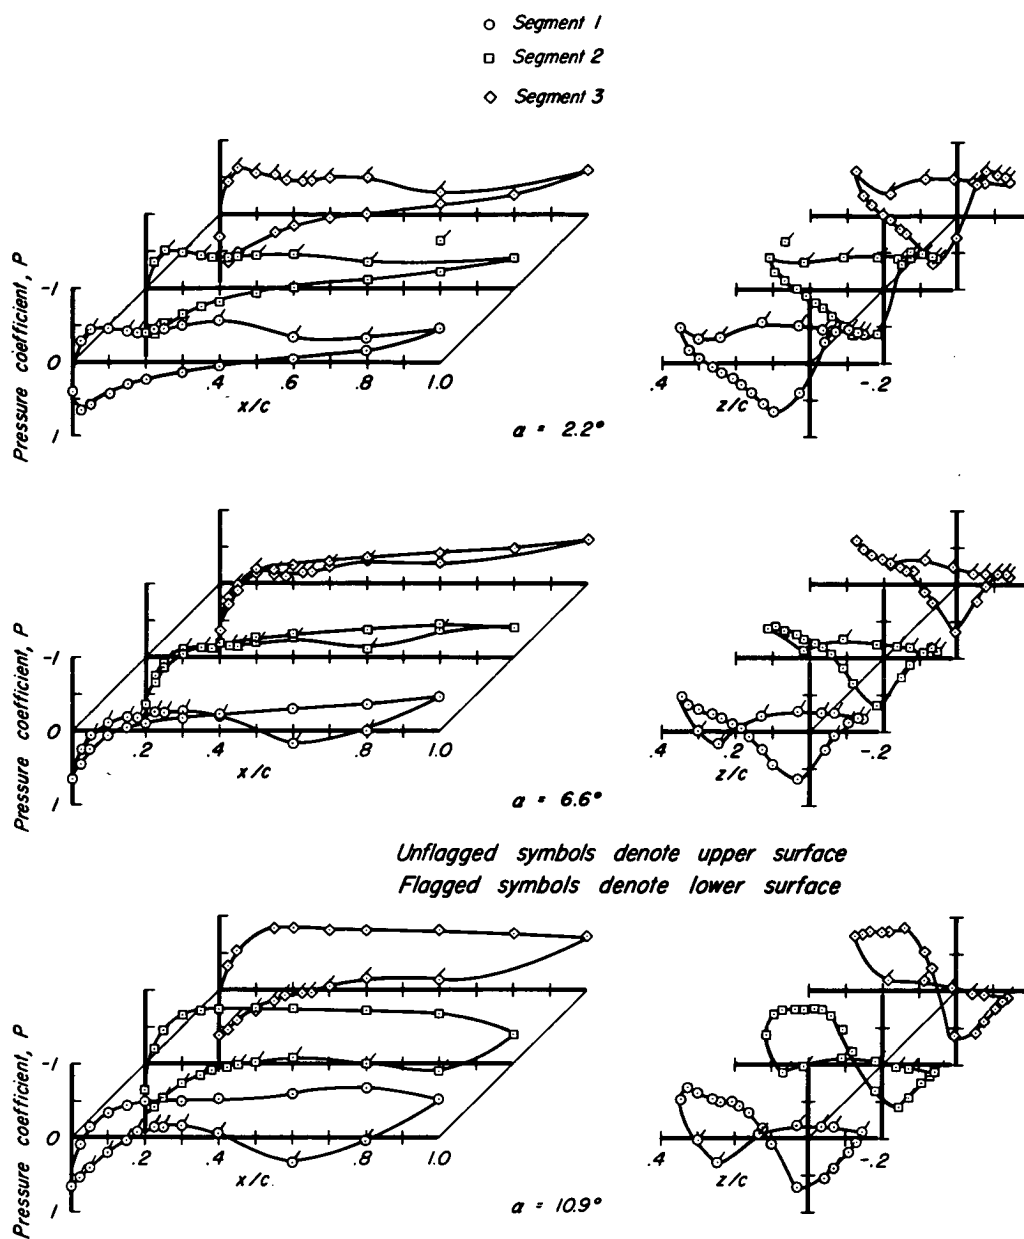 Segment 1
Segment 2
Segment 3
Pressure coefficient, P
-1
0
1
.2 .4 .6 .8 1.0
x/c
α = 2.2°
.4 -.2
z/c
Pressure coefficient, P
-1
0
1
.2 .4 .6 .8 1.0
x/c
α = 6.6°
.4 .2 -.2
z/c
Unflagged symbols denote upper surface
Flagged symbols denote lower surface
Pressure coefficient, P
-1
0
1
.2 .4 .6 .8 1.0
x/c.
α = 10.9°
.4 .2 -.2
z/c